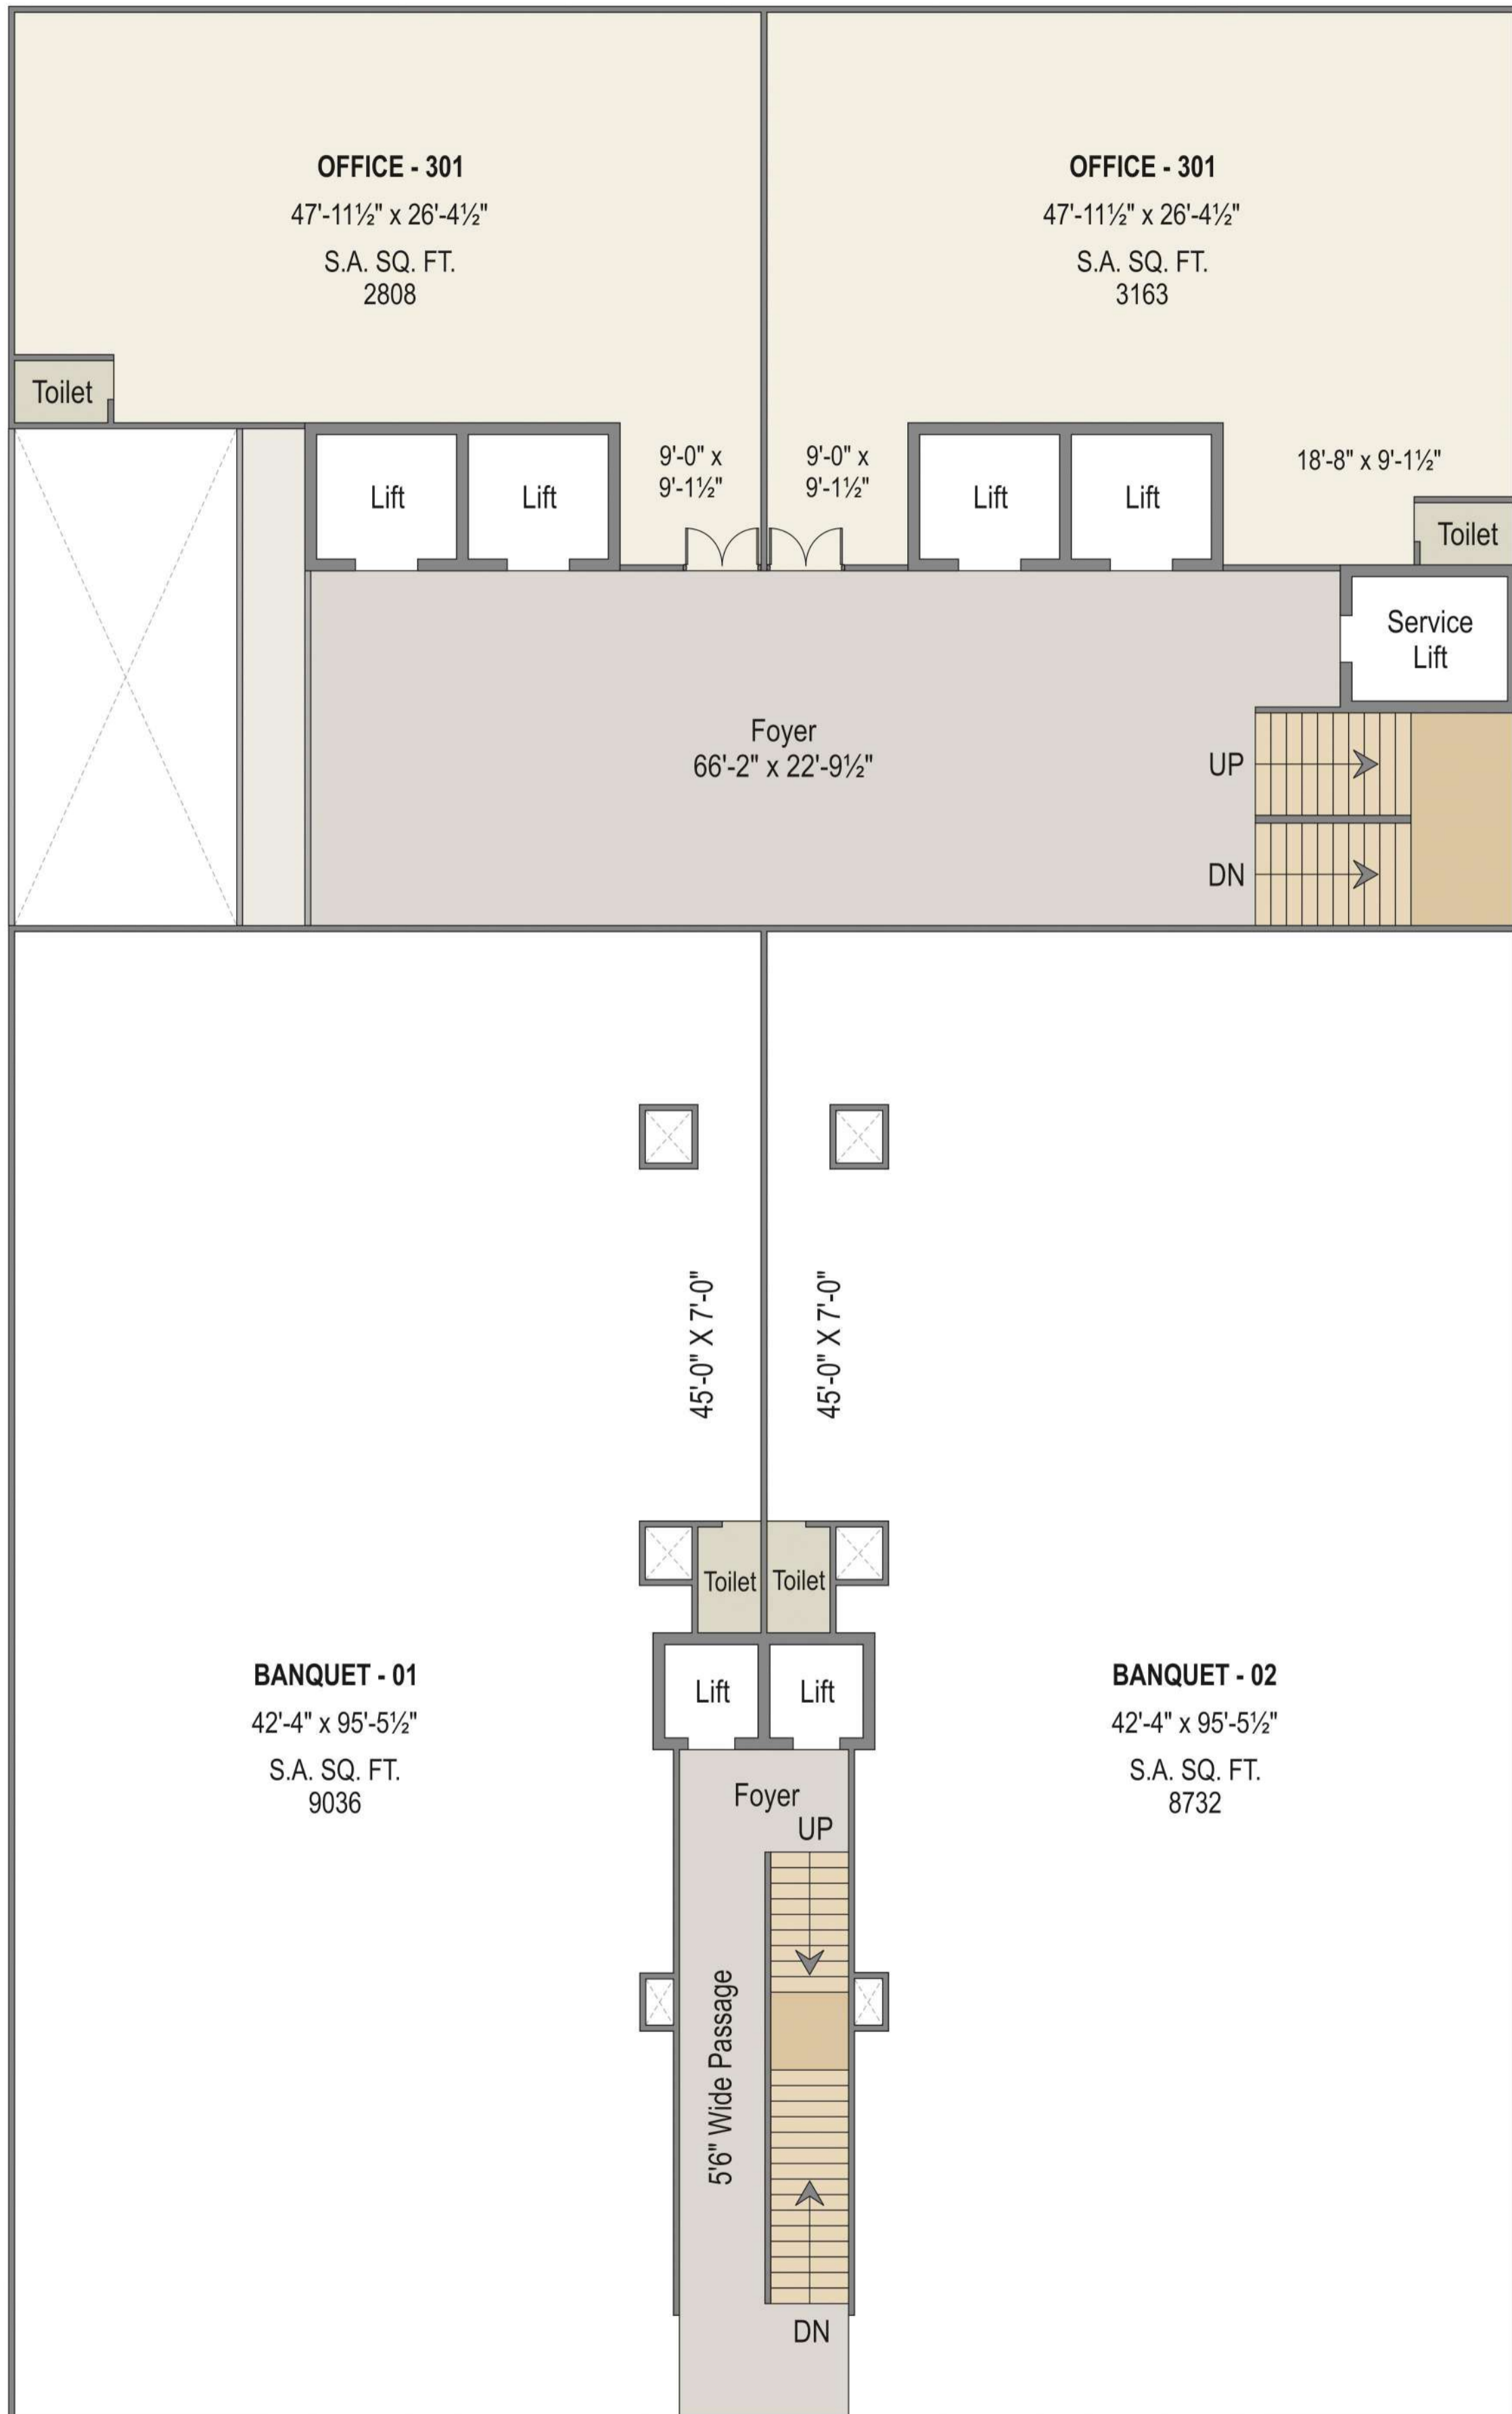 OFFICE - 301
47'-11½" x 26'-4½"
S.A. SQ. FT.
2808
OFFICE - 301
47'-11½" x 26'-4½"
S.A. SQ. FT.
3163
Toilet
Lift
Lift
9'-0" x
9'-1½"
9'-0" x
9'-1½"
Lift
Lift
18'-8" x 9'-1½"
Toilet
Service
Lift
Foyer
66'-2" x 22'-9½"
UP
DN
45'-0" X 7'-0"
45'-0" X 7'-0"
Toilet
Toilet
BANQUET - 01
42'-4" x 95'-5½"
S.A. SQ. FT.
9036
Lift
Lift
BANQUET - 02
42'-4" x 95'-5½"
S.A. SQ. FT.
8732
Foyer
UP
5'6" Wide Passage
DN